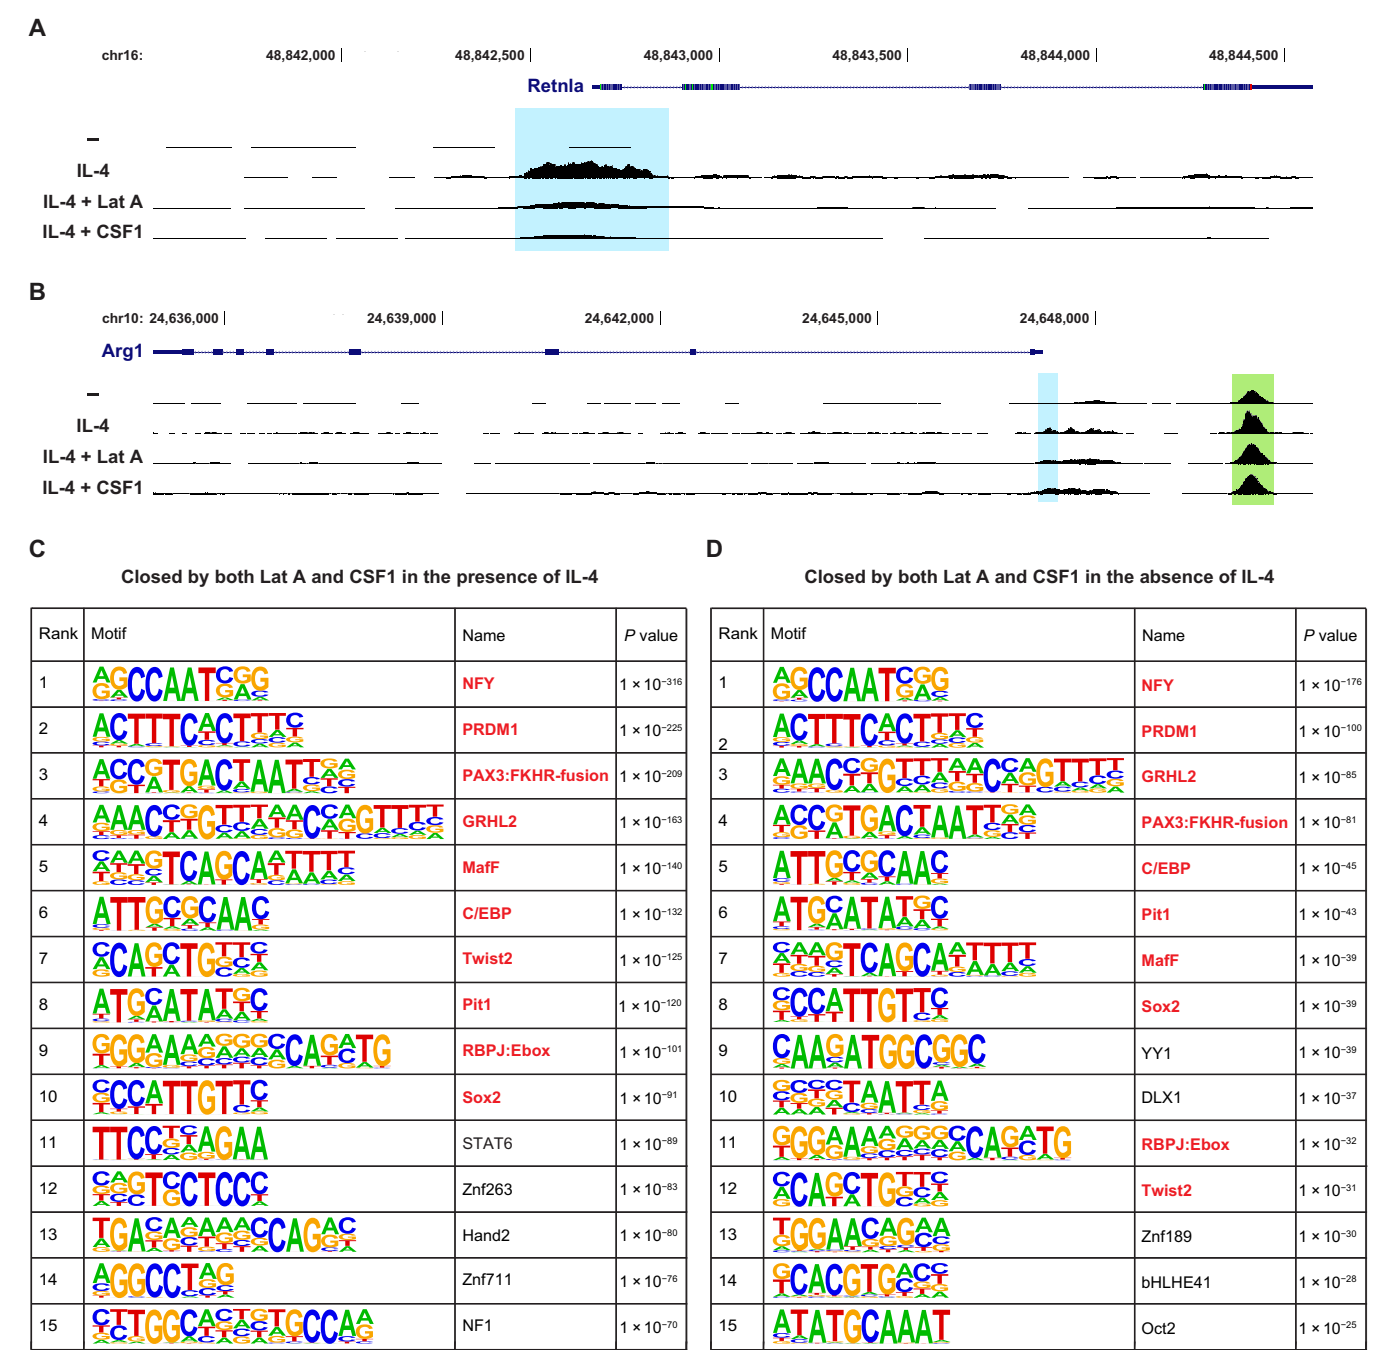 A
chr16: 48,842,000 48,842,500 48,843,000 48,843,500 48,844,000 48,844,500
Retnla
–
IL-4
IL-4 + Lat A
IL-4 + CSF1
B
chr10: 24,636,000 24,639,000 24,642,000 24,645,000 24,648,000
Arg1
–
IL-4
IL-4 + Lat A
IL-4 + CSF1
C
Closed by both Lat A and CSF1 in the presence of IL-4
Rank Motif Name P value
1 NFY 1 × 10⁻³¹⁶
2 PRDM1 1 × 10⁻²²⁵
3 PAX3:FKHR-fusion 1 × 10⁻²⁰⁹
4 GRHL2 1 × 10⁻¹⁶³
5 MafF 1 × 10⁻¹⁴⁰
6 C/EBP 1 × 10⁻¹³²
7 Twist2 1 × 10⁻¹²⁵
8 Pit1 1 × 10⁻¹²⁰
9 RBPJ:Ebox 1 × 10⁻¹⁰¹
10 Sox2 1 × 10⁻⁹¹
11 STAT6 1 × 10⁻⁸⁹
12 Znf263 1 × 10⁻⁸³
13 Hand2 1 × 10⁻⁸⁰
14 Znf711 1 × 10⁻⁷⁶
15 NF1 1 × 10⁻⁷⁰
D
Closed by both Lat A and CSF1 in the absence of IL-4
Rank Motif Name P value
1 NFY 1 × 10⁻¹⁷⁶
2 PRDM1 1 × 10⁻¹⁰⁰
3 GRHL2 1 × 10⁻⁸⁵
4 PAX3:FKHR-fusion 1 × 10⁻⁸¹
5 C/EBP 1 × 10⁻⁴⁵
6 Pit1 1 × 10⁻⁴³
7 MafF 1 × 10⁻³⁹
8 Sox2 1 × 10⁻³⁹
9 YY1 1 × 10⁻³⁹
10 DLX1 1 × 10⁻³⁷
11 RBPJ:Ebox 1 × 10⁻³²
12 Twist2 1 × 10⁻³¹
13 Znf189 1 × 10⁻³⁰
14 bHLHE41 1 × 10⁻²⁸
15 Oct2 1 × 10⁻²⁵